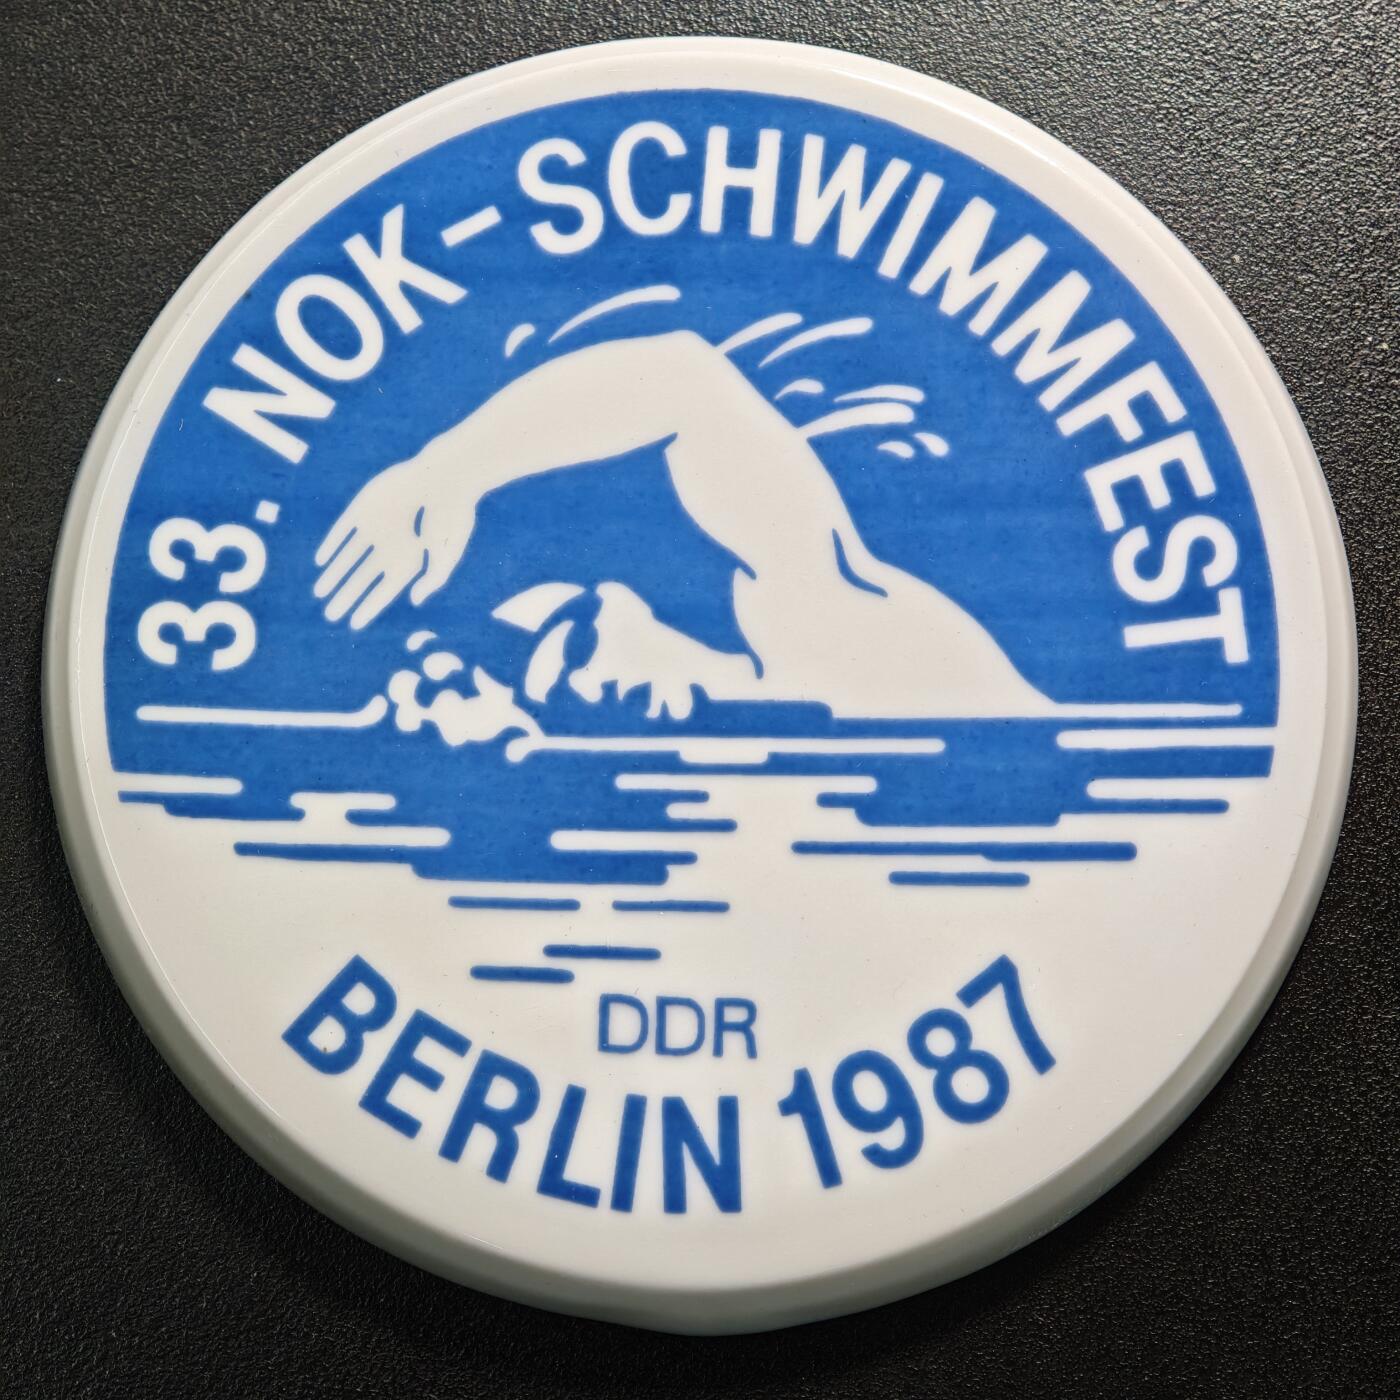 33. NOK-SCHWIMMFEST
DDR
BERLIN 1987